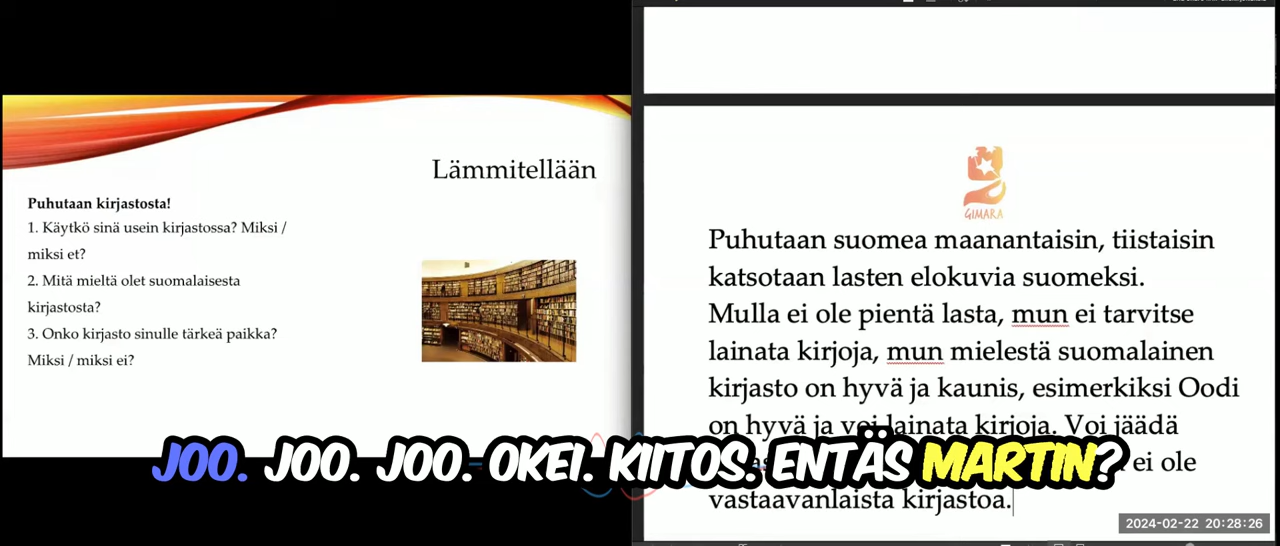 Lämmitellään
Puhutaan kirjastosta!
1. Käytkö sinä usein kirjastossa? Miksi /
miksi et?
2. Mitä mieltä olet suomalaisesta
kirjastosta?
3. Onko kirjasto sinulle tärkeä paikka?
Miksi / miksi ei?
GIMARA
Puhutaan suomea maanantaisin, tiistaisin
katsotaan lasten elokuvia suomeksi.
Mulla ei ole pientä lasta, mun ei tarvitse
lainata kirjoja, mun mielestä suomalainen
kirjasto on hyvä ja kaunis, esimerkiksi Oodi
on hyvä ja voi lainata kirjoja. Voi jäädä
ei ole
vastaavanlaista kirjastoa.
JOO. JOO. JOO. OKEI. KIITOS. ENTÄS MARTIN?
2024-02-22 20:28:26